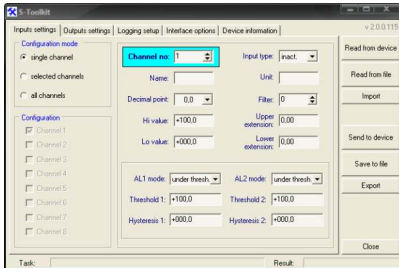 S-Toolkit
Inputs settings Outputs settings Logging setup Interface options Device information v 2.0.0.115
Configuration mode
single channel
selected channels
all channels
Configuration
Channel 1
Channel 2
Channel 3
Channel 4
Channel 5
Channel 6
Channel 7
Channel 8
Channel no: 1 Input type: inact.
Name: Unit:
Decimal point: 0,0 Filter: 0
Hi value: +100,0 Upper extension: 0,00
Lo value: +000,0 Lower extension: 0,00
AL1 mode: under thresh. AL2 mode: under thresh.
Threshold 1: +100,0 Threshold 2: +100,0
Hysteresis 1: +000,0 Hysteresis 2: +000,0
Read from device
Read from file
Import
Send to device
Save to file
Export
Close
Task: Result: